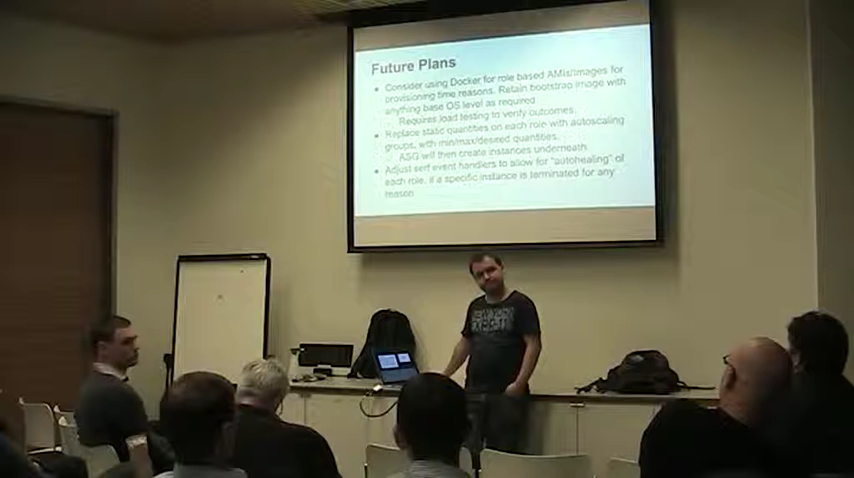 Future Plans
Consider using Docker for role based AMIs/Images for
provisioning time reasons. Retain bootstrap image with
anything base OS level as required
Requires load testing to verify outcomes.
Replace static quantities on each role with autoscaling
groups, with min/max/desired quantities.
ASG will then create instances underneath
Adjust serf event handlers to allow for "autohealing" of
each role, if a specific instance is terminated for any
reason
NEW YORK